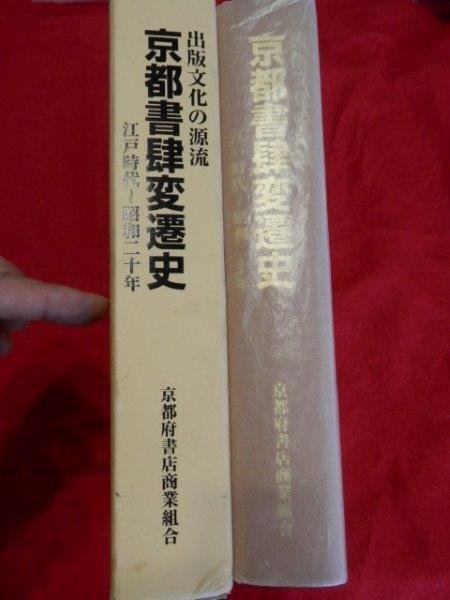 出版文化の源流
京都書肆変遷史
江戸時代～昭和二十年
京都府書店商業組合
京都書肆変遷史
京都府書店商業組合